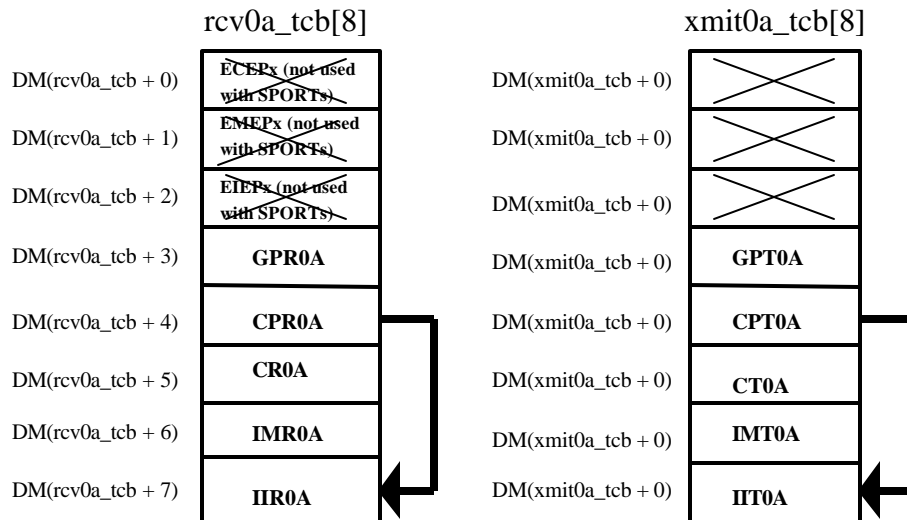 rcv0a_tcb[8]
DM(rcv0a_tcb + 0)
ECEPx (not used
with SPORTs)
DM(rcv0a_tcb + 1)
EMEPx (not used
with SPORTs)
DM(rcv0a_tcb + 2)
EIEPx (not used
with SPORTs)
DM(rcv0a_tcb + 3)
GPR0A
DM(rcv0a_tcb + 4)
CPR0A
DM(rcv0a_tcb + 5)
CR0A
DM(rcv0a_tcb + 6)
IMR0A
DM(rcv0a_tcb + 7)
IIR0A
xmit0a_tcb[8]
DM(xmit0a_tcb + 0)
DM(xmit0a_tcb + 0)
DM(xmit0a_tcb + 0)
DM(xmit0a_tcb + 0)
GPT0A
DM(xmit0a_tcb + 0)
CPT0A
DM(xmit0a_tcb + 0)
CT0A
DM(xmit0a_tcb + 0)
IMT0A
DM(xmit0a_tcb + 0)
IIT0A